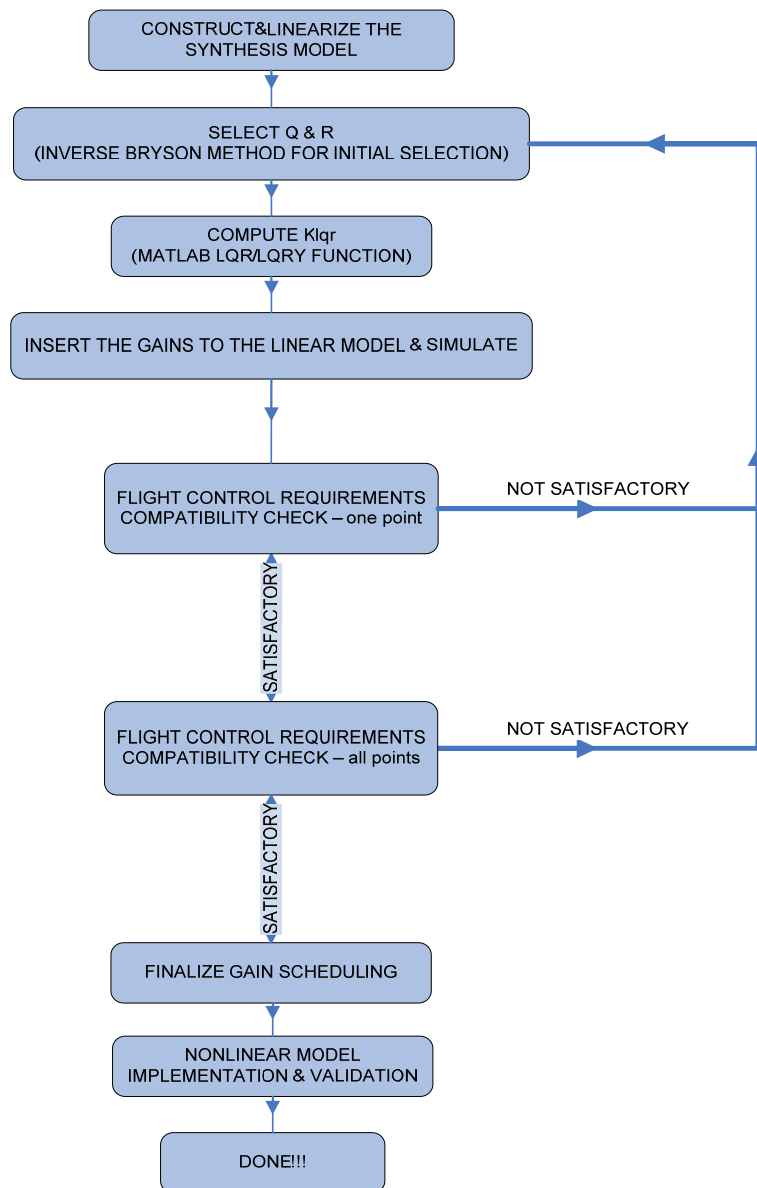 CONSTRUCT&LINEARIZE THE
SYNTHESIS MODEL
SELECT Q & R
(INVERSE BRYSON METHOD FOR INITIAL SELECTION)
COMPUTE Klqr
(MATLAB LQR/LQRY FUNCTION)
INSERT THE GAINS TO THE LINEAR MODEL & SIMULATE
FLIGHT CONTROL REQUIREMENTS
COMPATIBILITY CHECK – one point
NOT SATISFACTORY
SATISFACTORY
FLIGHT CONTROL REQUIREMENTS
COMPATIBILITY CHECK – all points
NOT SATISFACTORY
SATISFACTORY
FINALIZE GAIN SCHEDULING
NONLINEAR MODEL
IMPLEMENTATION & VALIDATION
DONE!!!